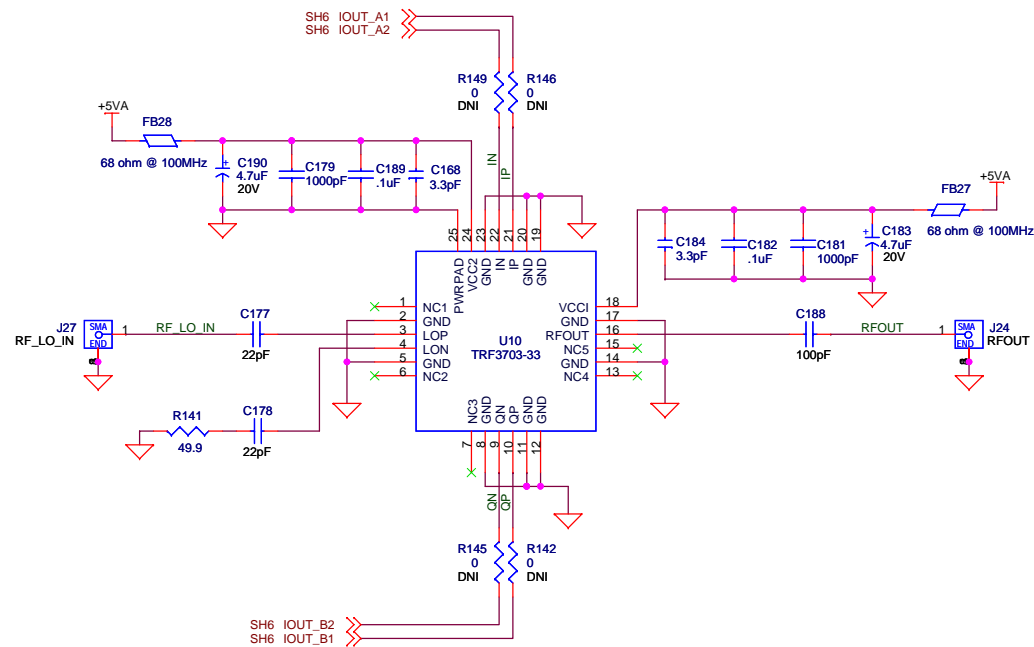 SH6 IOUT_A1
SH6 IOUT_A2
R149
0
DNI
R146
0
DNI
+5VA
FB28
68 ohm @ 100MHz
C190
4.7uF
20V
+
C179
1000pF
C189
.1uF
C168
3.3pF
IN
IP
+5VA
FB27
68 ohm @ 100MHz
C184
3.3pF
C182
.1uF
C181
1000pF
+
C183
4.7uF
20V
25
24
23
22
21
20
19
PWRPAD
VCC2
GND
IN
IP
GND
GND
1 NC1
2 GND
3 LOP
4 LON
5 GND
6 NC2
U10
TRF3703-33
VCCI 18
GND 17
RFOUT 16
NC5 15
GND 14
NC4 13
NC3
GND
QN
QP
GND
GND
7
8
9
10
11
12
J27
RF_LO_IN
SMA
END
1
RF_LO_IN
C177
22pF
R141
49.9
C178
22pF
C188
100pF
RFOUT
1
SMA
END
J24
RFOUT
QN
QP
R145
0
DNI
R142
0
DNI
SH6 IOUT_B2
SH6 IOUT_B1